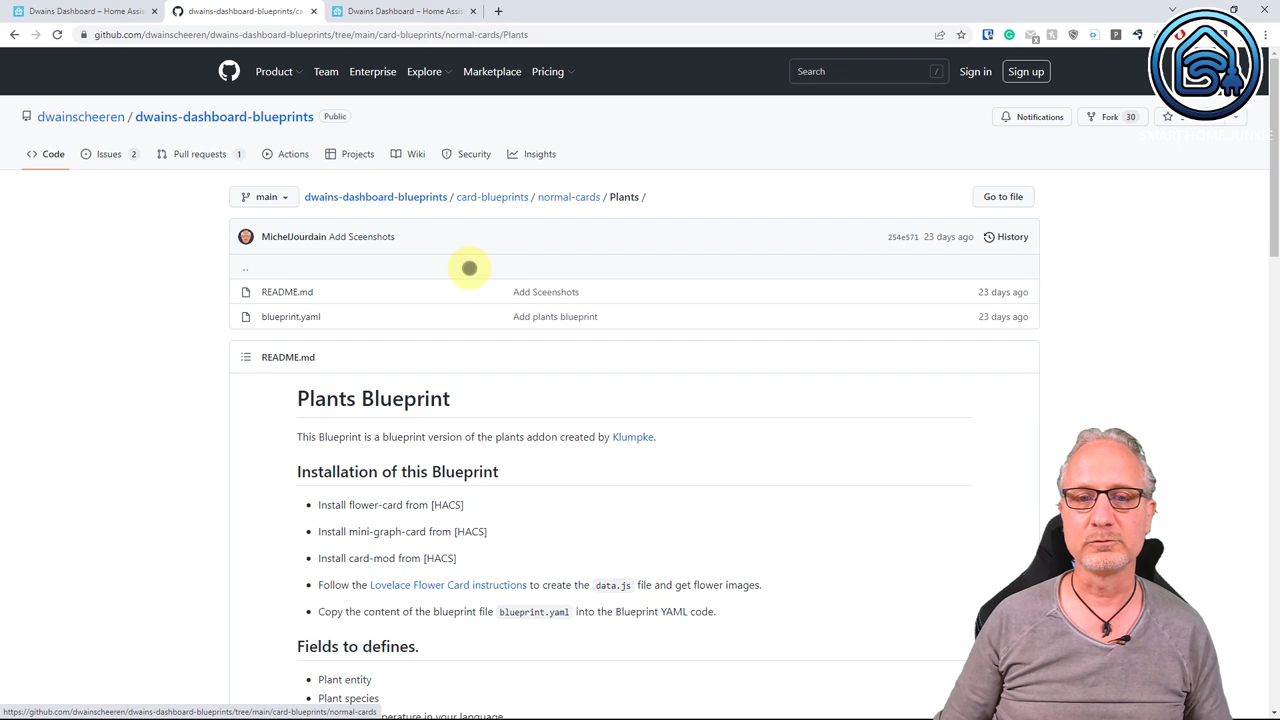 Dwains Dashboard – Home Assis
dwains-dashboard-blueprints/ca
Dwains Dashboard – Home Assis
github.com/dwainscheeren/dwains-dashboard-blueprints/tree/main/card-blueprints/normal-cards/Plants
Product Team Enterprise Explore Marketplace Pricing Search / Sign in Sign up
SMART HOME JUNKIE
dwainscheeren / dwains-dashboard-blueprints Public Notifications Fork 30
Code Issues 2 Pull requests 1 Actions Projects Wiki Security Insights
main dwains-dashboard-blueprints / card-blueprints / normal-cards / Plants / Go to file
MichelJourdain Add Sceenshots 254e571 23 days ago History
..
README.md Add Sceenshots 23 days ago
blueprint.yaml Add plants blueprint 23 days ago
README.md
Plants Blueprint
This Blueprint is a blueprint version of the plants addon created by Klumpke.
Installation of this Blueprint
• Install flower-card from [HACS]
• Install mini-graph-card from [HACS]
• Install card-mod from [HACS]
• Follow the Lovelace Flower Card instructions to create the data.js file and get flower images.
• Copy the content of the blueprint file blueprint.yaml into the Blueprint YAML code.
Fields to defines.
• Plant entity
• Plant species
perature in your language
https://github.com/dwainscheeren/dwains-dashboard-blueprints/tree/main/card-blueprints/normal-cards